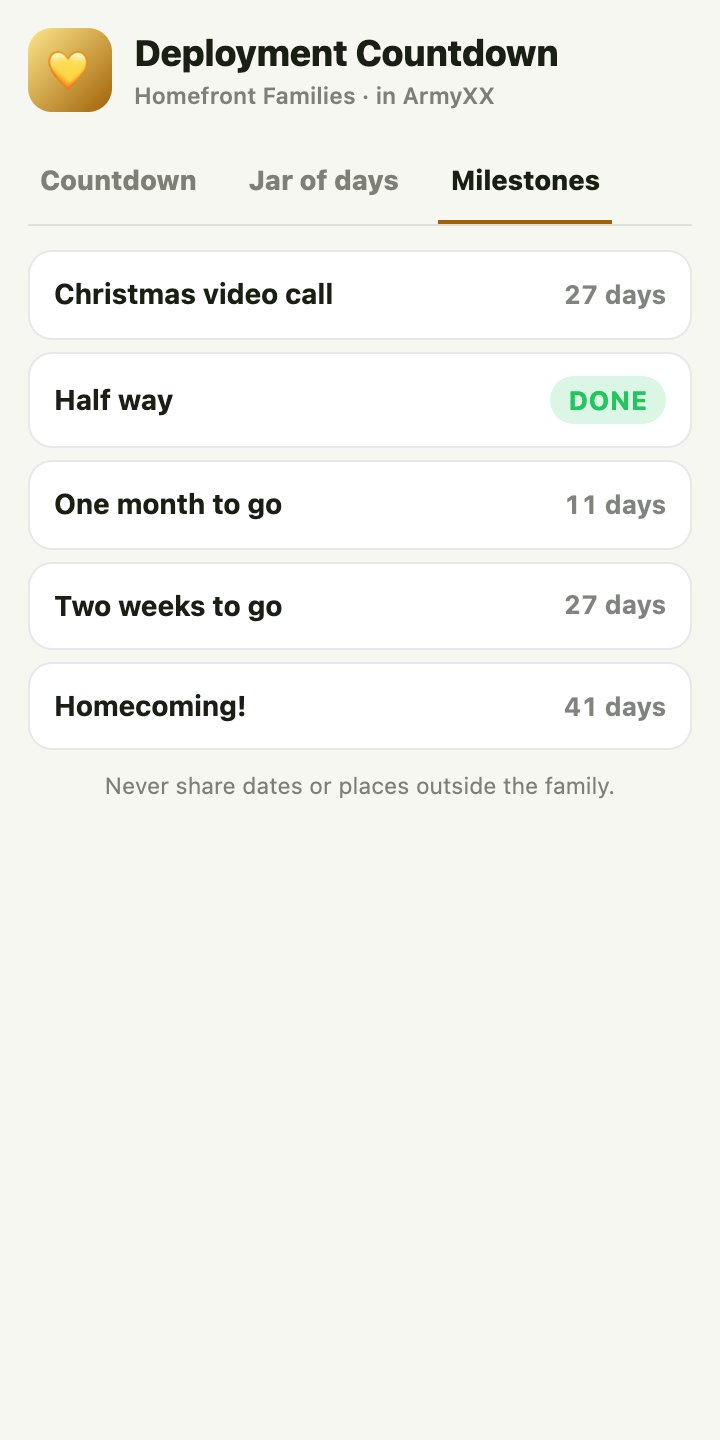 Deployment Countdown
Homefront Families · in ArmyXX
Countdown Jar of days Milestones
Christmas video call 27 days
Half way DONE
One month to go 11 days
Two weeks to go 27 days
Homecoming! 41 days
Never share dates or places outside the family.